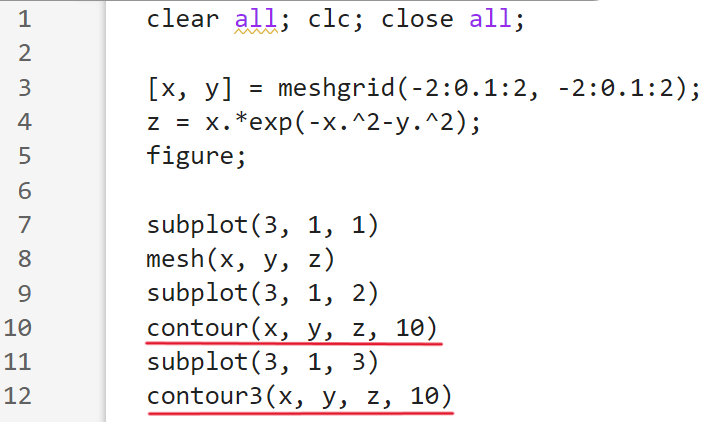 1 clear all; clc; close all;
2
3 [x, y] = meshgrid(-2:0.1:2, -2:0.1:2);
4 z = x.*exp(-x.^2-y.^2);
5 figure;
6
7 subplot(3, 1, 1)
8 mesh(x, y, z)
9 subplot(3, 1, 2)
10 contour(x, y, z, 10)
11 subplot(3, 1, 3)
12 contour3(x, y, z, 10)